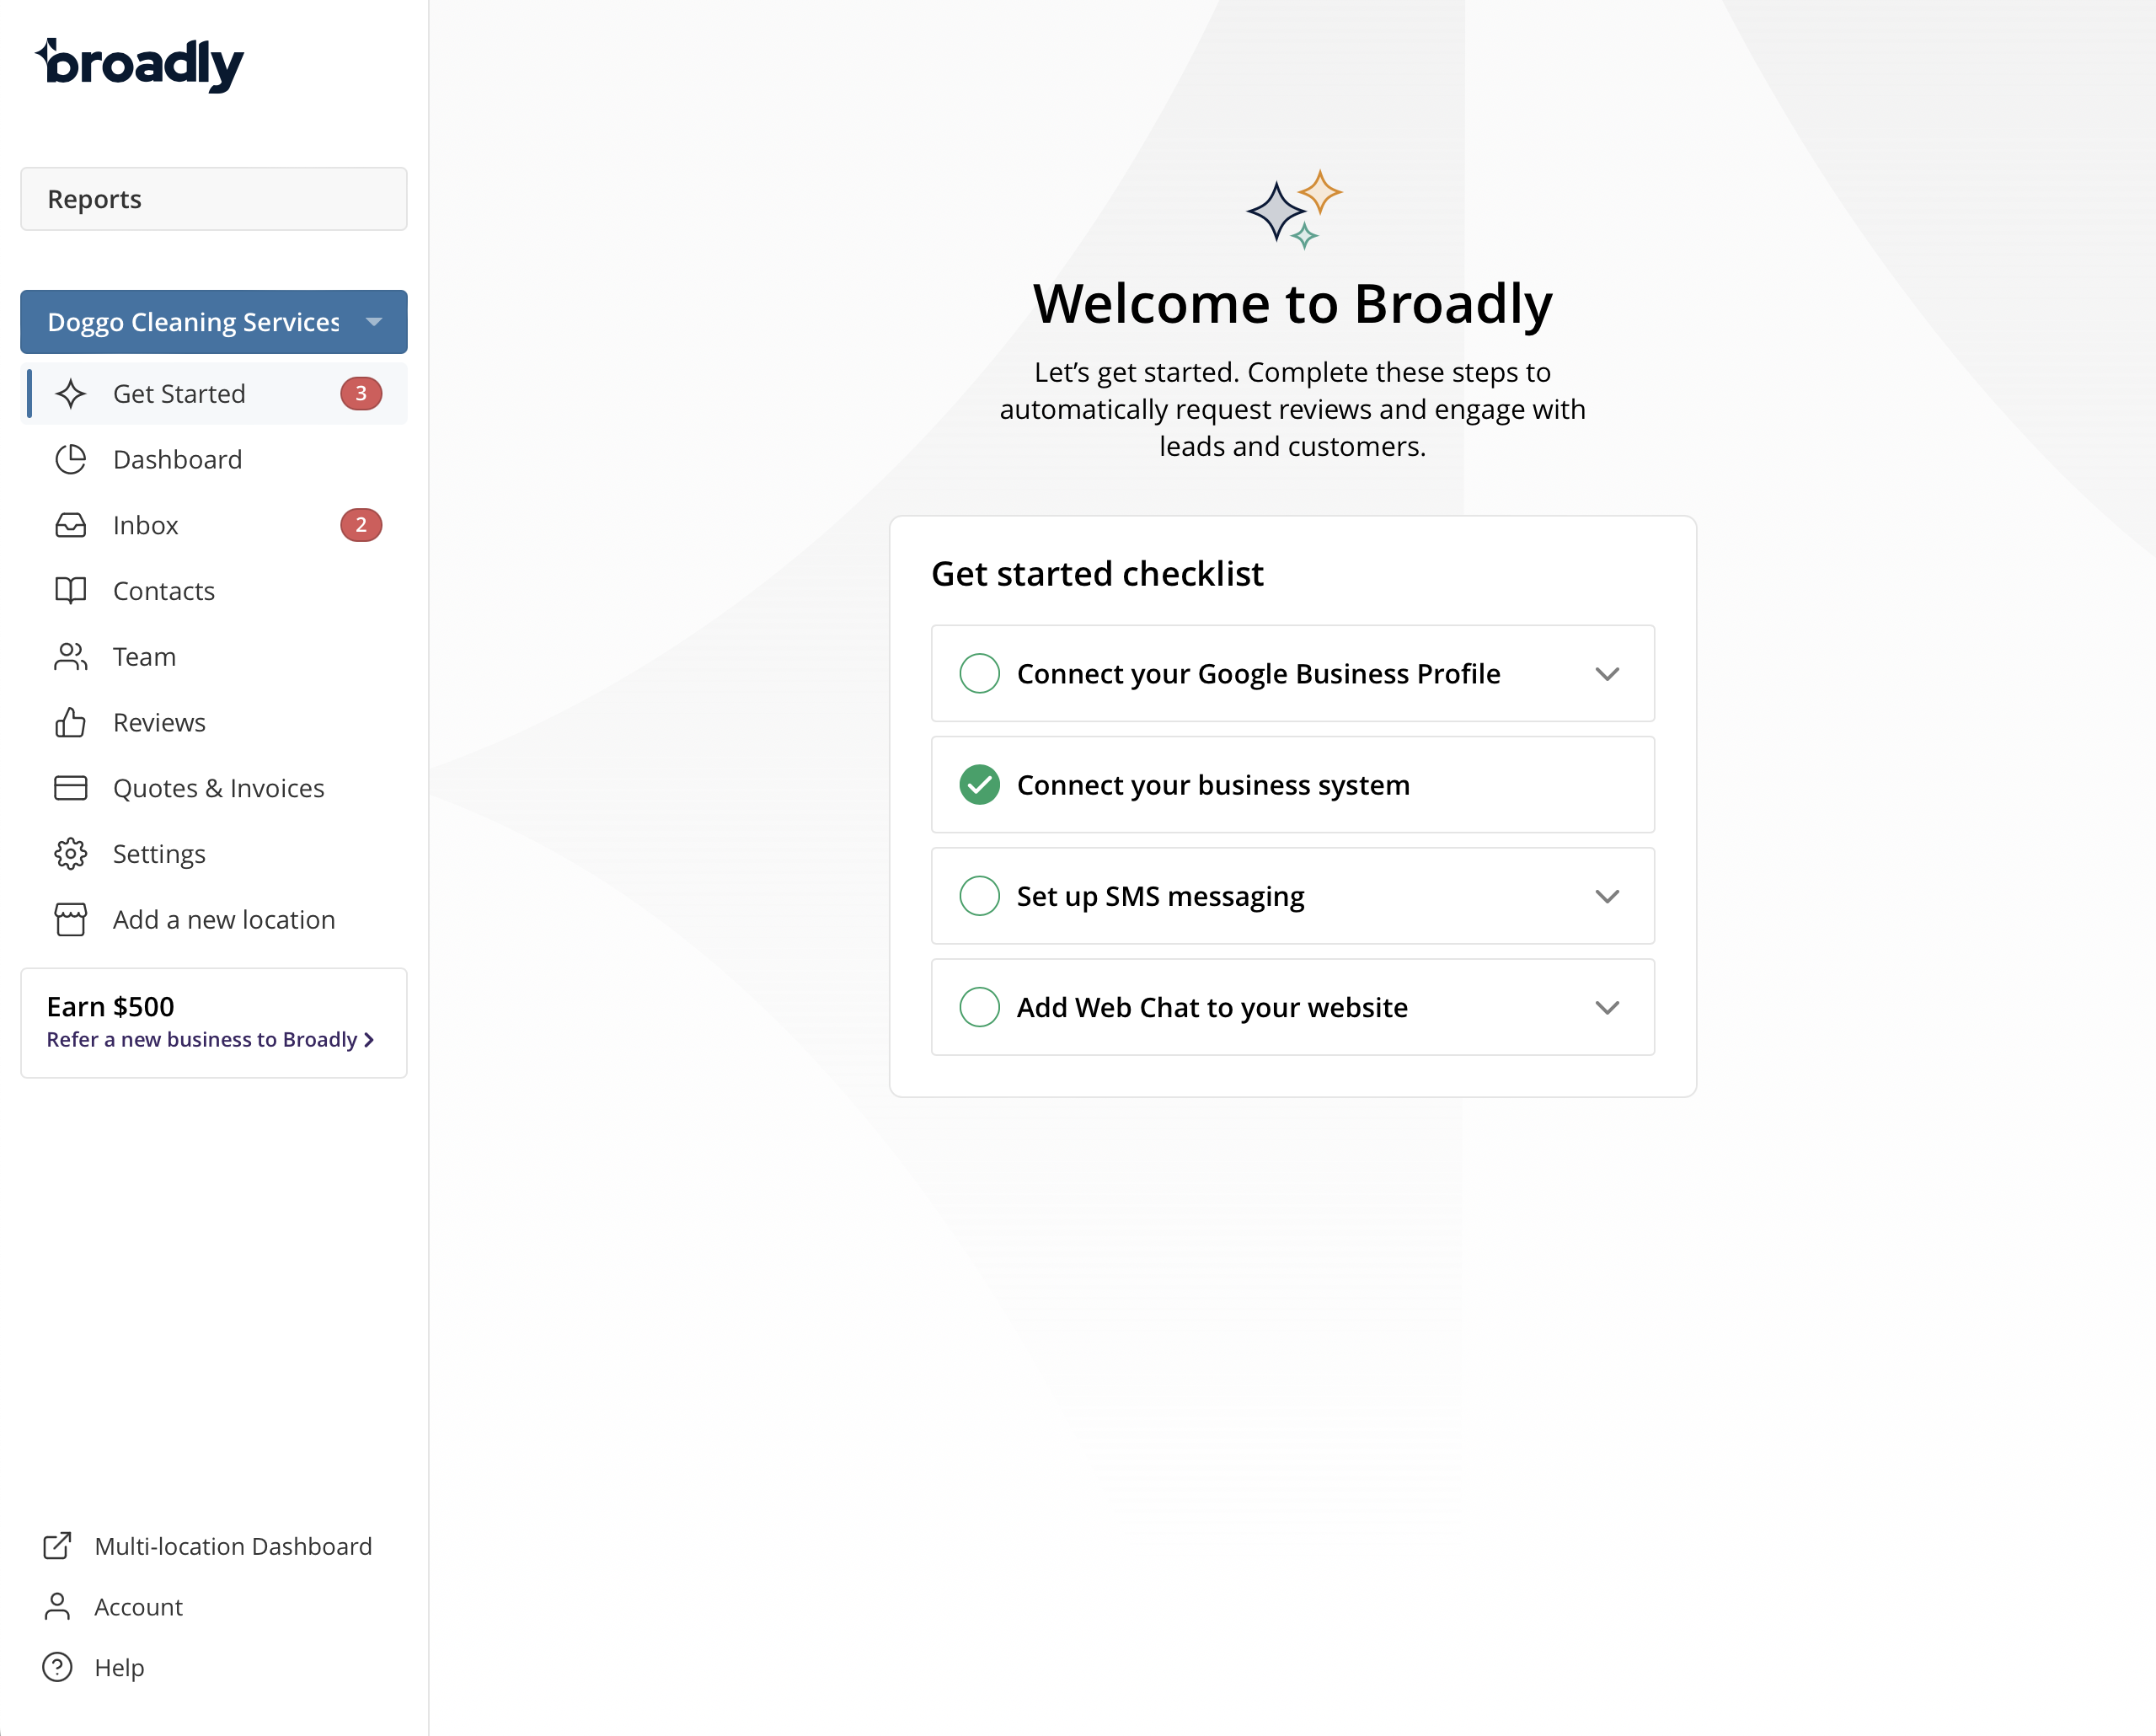 broadly
Reports
Doggo Cleaning Services
Get Started 3
Dashboard
Inbox 2
Contacts
Team
Reviews
Quotes & Invoices
Settings
Add a new location
Earn $500
Refer a new business to Broadly
Multi-location Dashboard
Account
Help
Welcome to Broadly
Let’s get started. Complete these steps to
automatically request reviews and engage with
leads and customers.
Get started checklist
Connect your Google Business Profile
Connect your business system
Set up SMS messaging
Add Web Chat to your website